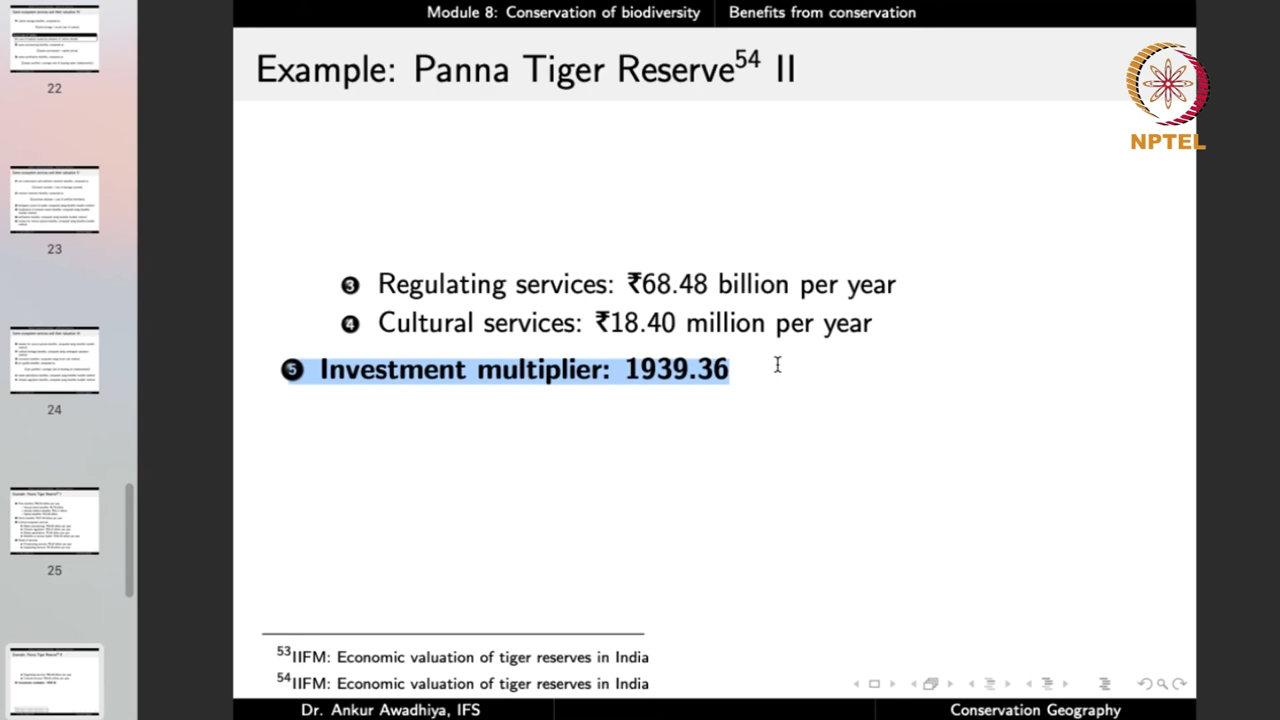 Module: Conservation of biodiversity Benefits from conservation
Example: Panna Tiger Reserve54 II
NPTEL
3 Regulating services: ₹68.48 billion per year
4 Cultural services: ₹18.40 million per year
5 Investment multiplier: 1939.36
53IIFM: Economic valuation of tiger reserves in India
54IIFM: Economic valuation of tiger reserves in India
Dr. Ankur Awadhiya, IFS Conservation Geography
22
23
24
25